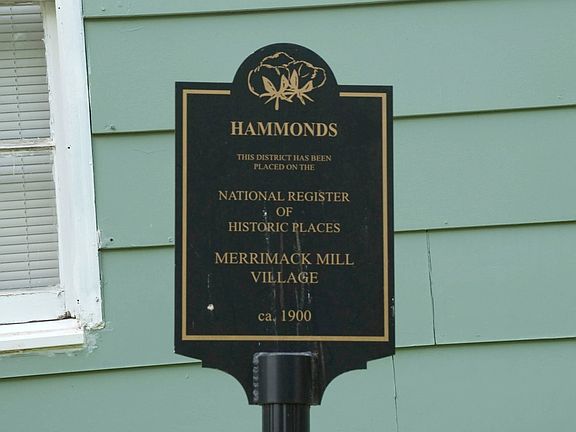 HAMMONDS
THIS DISTRICT HAS BEEN
PLACED ON THE
NATIONAL REGISTER
OF
HISTORIC PLACES
MERRIMACK MILL
VILLAGE
ca. 1900